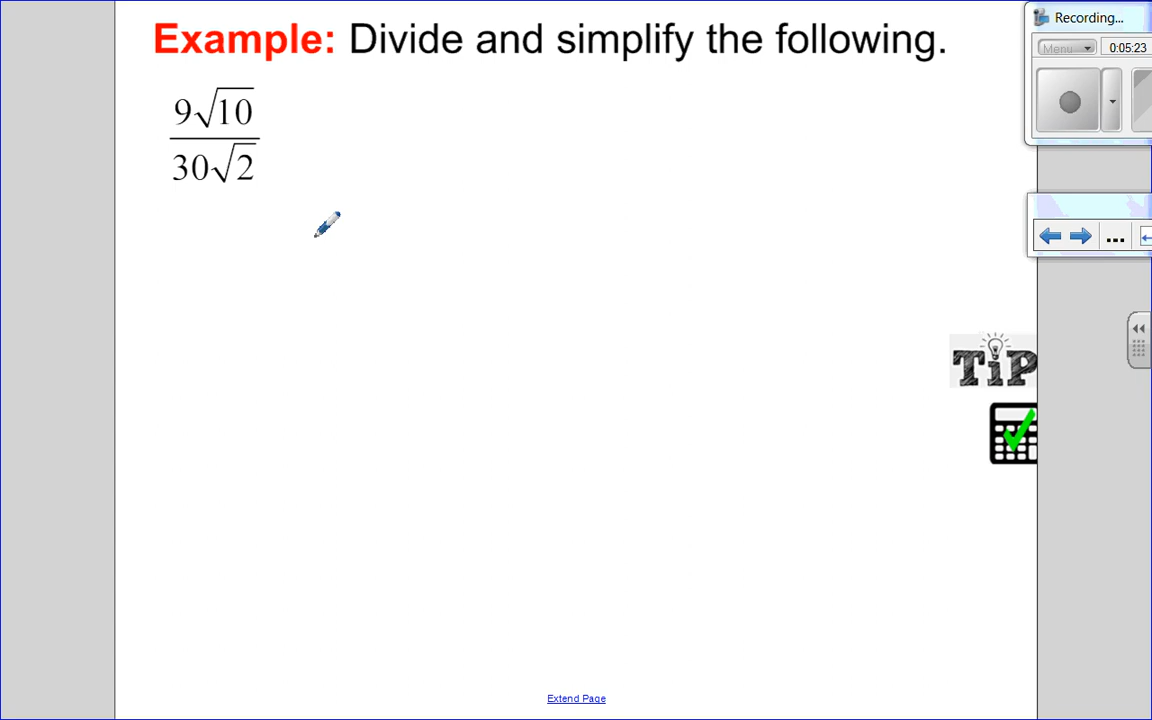 Example: Divide and simplify the following.
9√10
30√2
Recording...
Menu
0:05:23
...
TiP
Extend Page